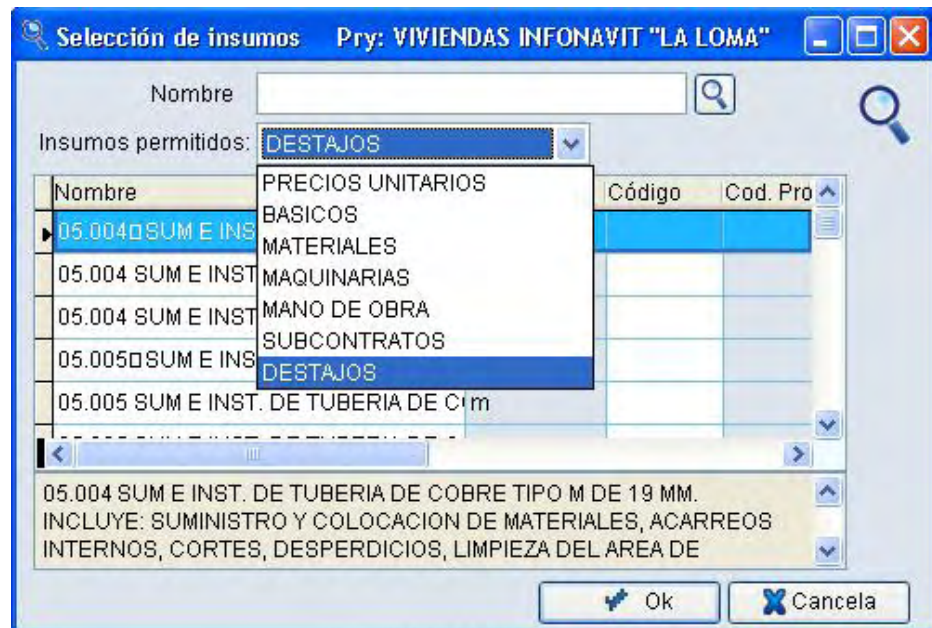 Selección de insumos Pry: VIVIENDAS INFONAVIT "LA LOMA"
Nombre
Insumos permitidos: DESTAJOS
PRECIOS UNITARIOS
BASICOS
MATERIALES
MAQUINARIAS
MANO DE OBRA
SUBCONTRATOS
DESTAJOS
Nombre Código Cod. Pro
05.004□SUM E INS
05.004 SUM E INST
05.004 SUM E INST
05.005□SUM E INS
05.005 SUM E INST. DE TUBERIA DE C m
05.004 SUM E INST. DE TUBERIA DE COBRE TIPO M DE 19 MM.
INCLUYE: SUMINISTRO Y COLOCACION DE MATERIALES, ACARREOS
INTERNOS, CORTES, DESPERDICIOS, LIMPIEZA DEL AREA DE
Ok Cancela